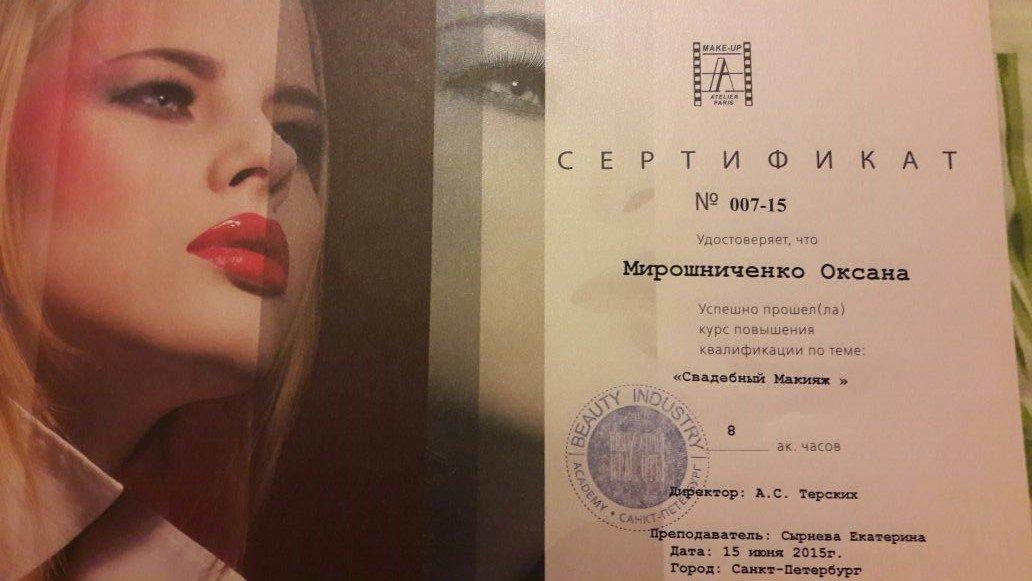 MAKE-UP
ATELIER
PARIS
СЕРТИФИКАТ
№ 007-15
Удостоверяет, что
Мирошниченко Оксана
Успешно прошел(ла)
курс повышения
квалификации по теме:
«Свадебный Макияж »
8 ак. часов
BEAUTY INDUSTRY
ACADEMY • САНКТ-ПЕТЕРБУРГ
Директор: А.С. Терских
Преподаватель: Сырнева Екатерина
Дата: 15 июня 2015г.
Город: Санкт-Петербург